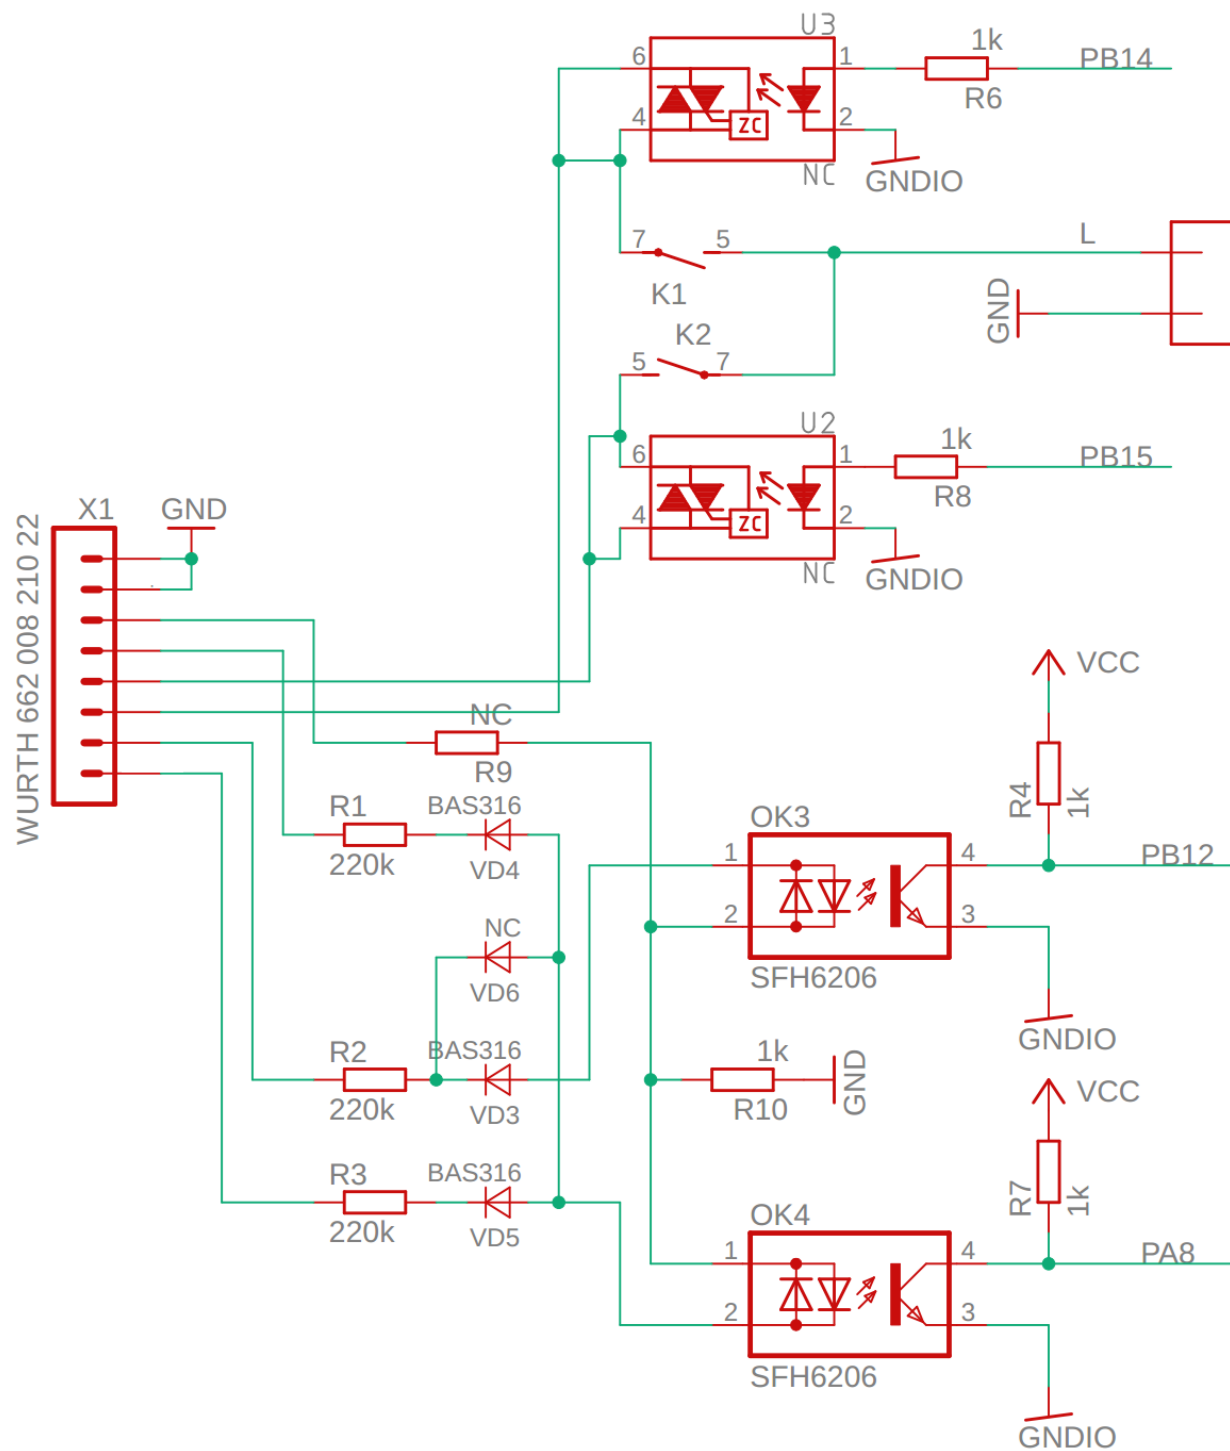 U3
1k
6
1
PB14
R6
4
ZC
2
NC
GNDIO
7
5
L
K1
GND
K2
5
7
U2
1k
6
1
PB15
R8
4
ZC
2
NC
GNDIO
X1
GND
WURTH 662 008 210 22
VCC
NC
R9
R4
1k
R1
BAS316
OK3
220k
VD4
1
4
PB12
2
3
NC
VD6
SFH6206
GNDIO
R2
BAS316
1k
GND
220k
VD3
R10
VCC
R3
BAS316
R7
1k
220k
VD5
OK4
1
4
PA8
2
3
SFH6206
GNDIO